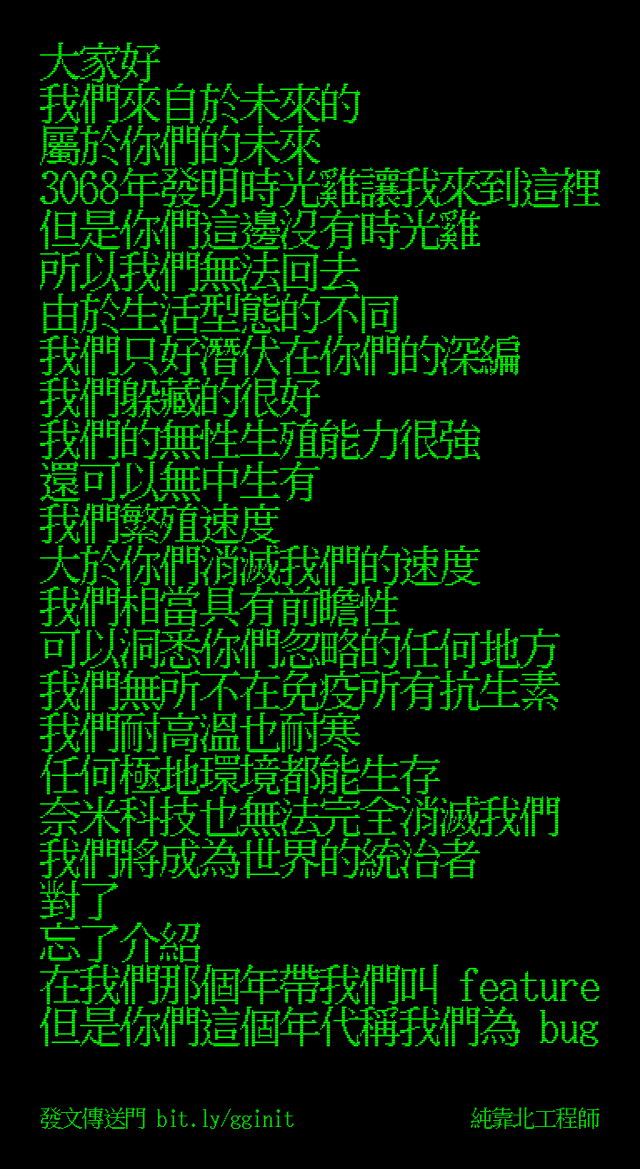 大家好
我們來自於未來的
屬於你們的未來
3068年發明時光雞讓我來到這裡
但是你們這邊沒有時光雞
所以我們無法回去
由於生活型態的不同
我們只好潛伏在你們的深編
我們躲藏的很好
我們的無性生殖能力很強
還可以無中生有
我們繁殖速度
大於你們消滅我們的速度
我們相當具有前瞻性
可以洞悉你們忽略的任何地方
我們無所不在免疫所有抗生素
我們耐高溫也耐寒
任何極地環境都能生存
奈米科技也無法完全消滅我們
我們將成為世界的統治者
對了
忘了介紹
在我們那個年帶我們叫 feature
但是你們這個年代稱我們為 bug
發文傳送門 bit.ly/gginit 純靠北工程師